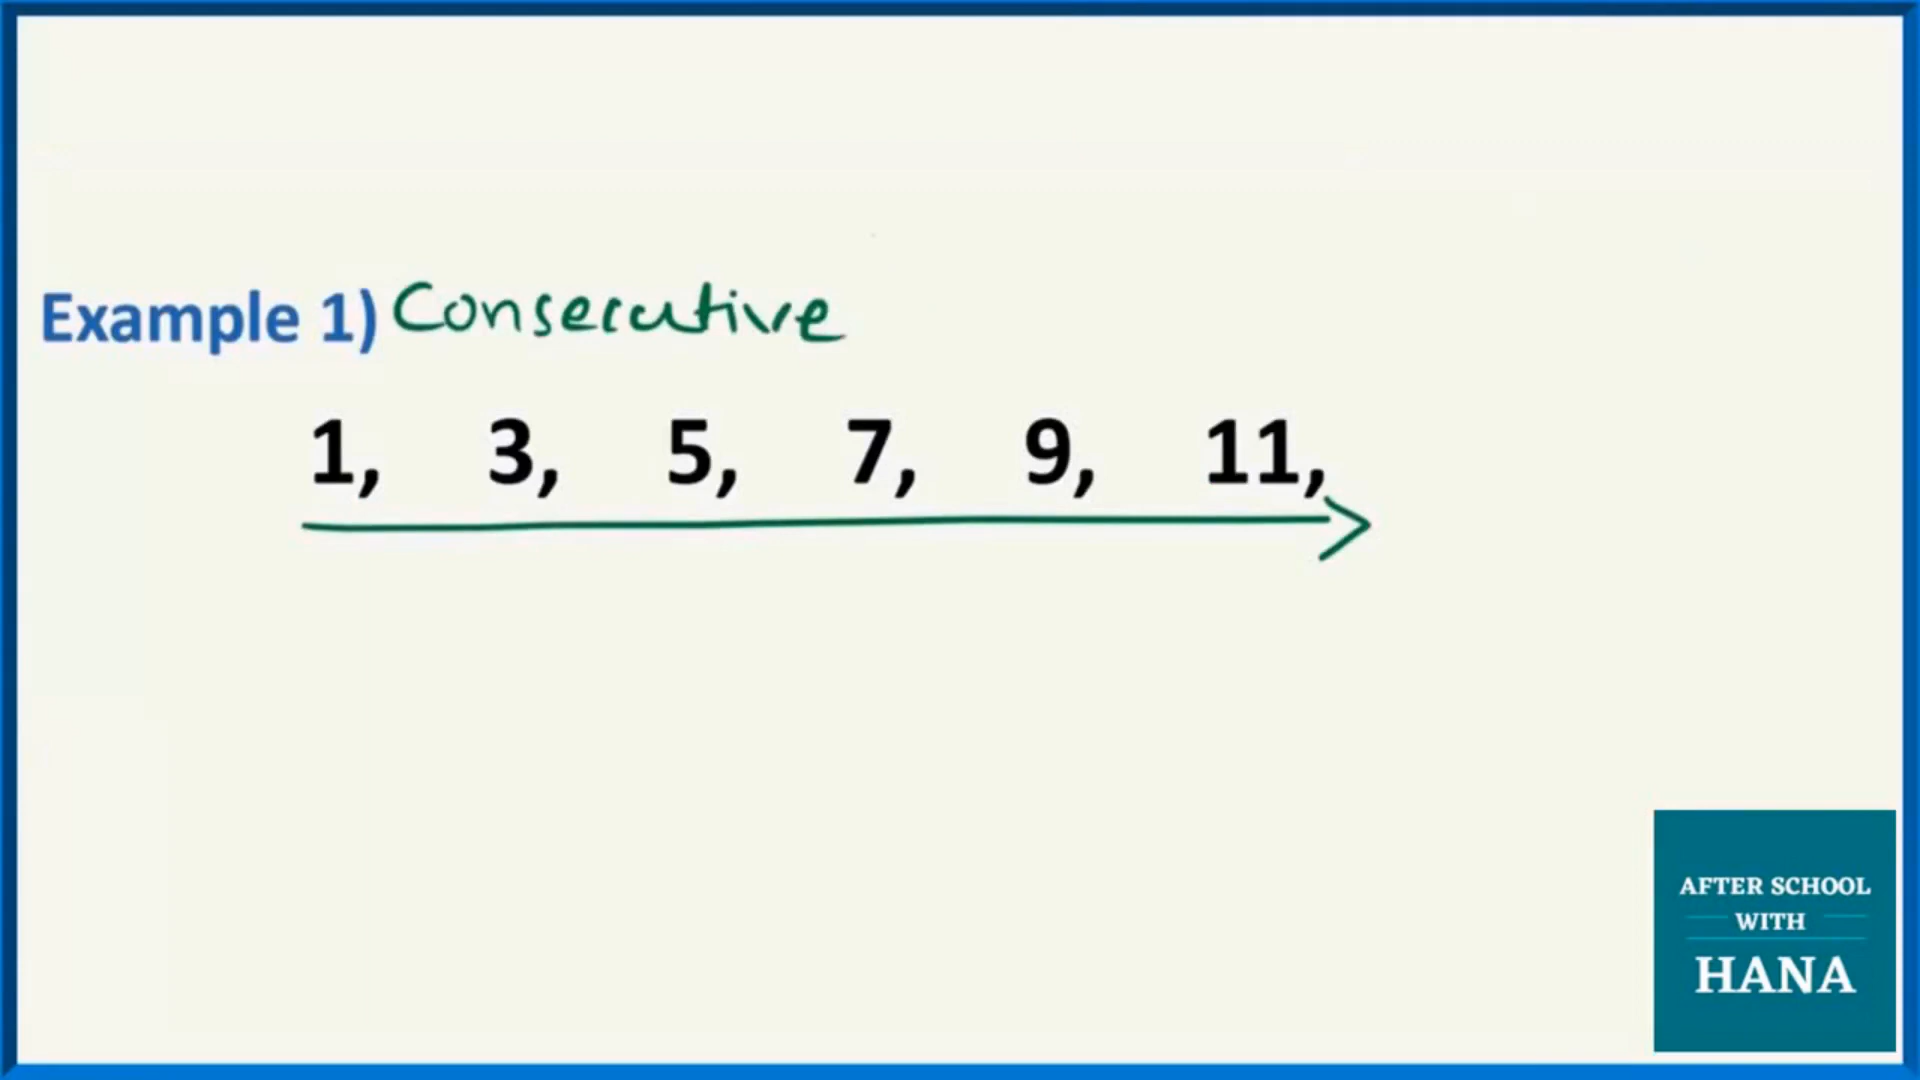 Example 1) Consecutive
1, 3, 5, 7, 9, 11,
AFTER SCHOOL
WITH
HANA